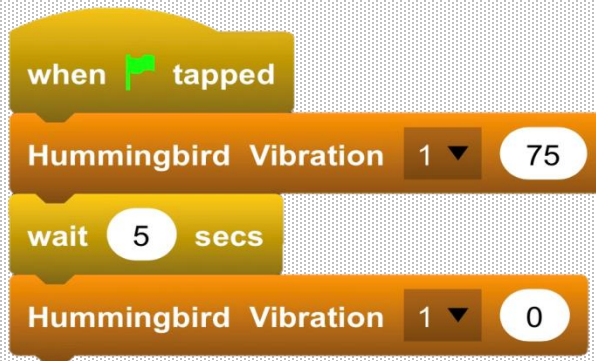 when tapped
Hummingbird Vibration 1 75
wait 5 secs
Hummingbird Vibration 1 0